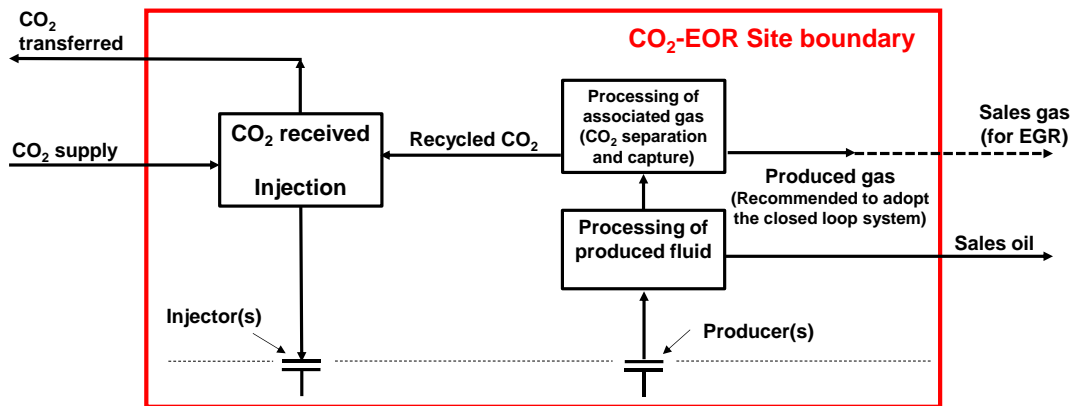 CO₂
transferred
CO₂-EOR Site boundary
CO₂ supply
CO₂ received
Injection
Recycled CO₂
Processing of
associated gas
(CO₂ separation
and capture)
Sales gas
(for EGR)
Produced gas
(Recommended to adopt
the closed loop system)
Processing of
produced fluid
Sales oil
Injector(s)
Producer(s)